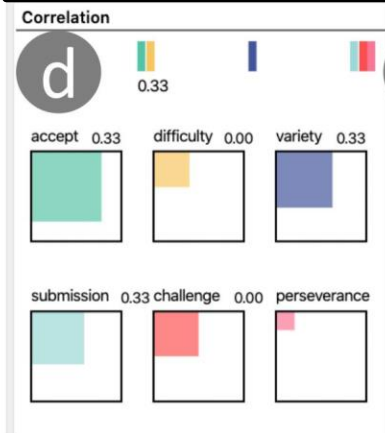 Correlation
d
0.33
accept 0.33 difficulty 0.00 variety 0.33
submission 0.33 challenge 0.00 perseverance